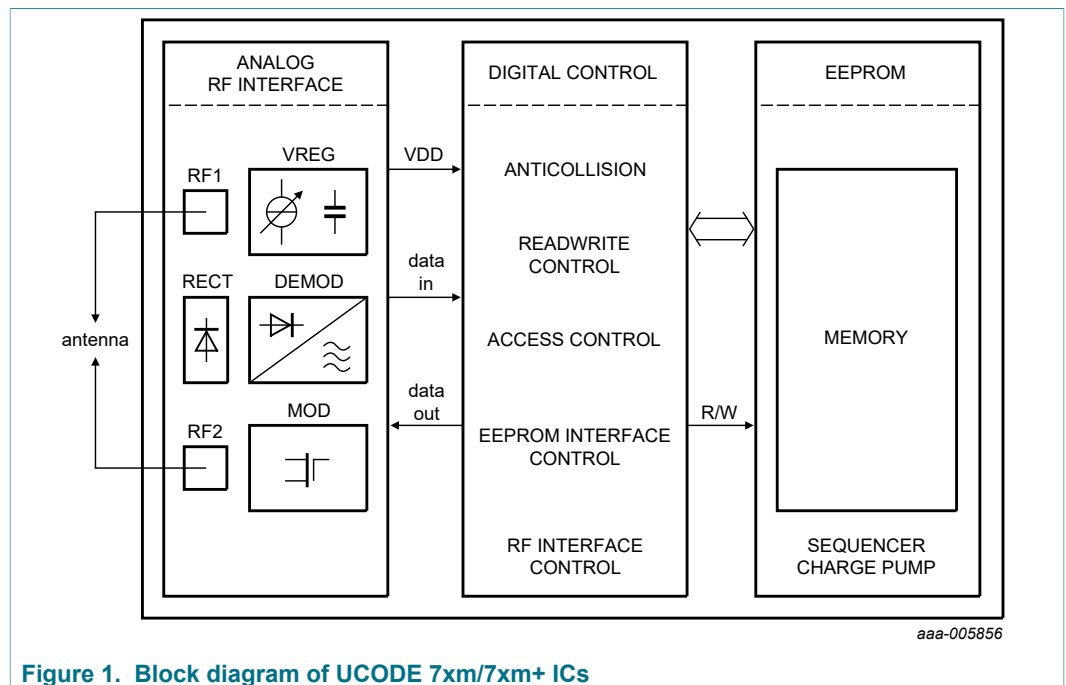 ANALOG
RF INTERFACE
DIGITAL CONTROL
EEPROM
VREG
RF1
RECT
DEMOD
antenna
MOD
RF2
VDD
data
in
data
out
ANTICOLLISION
READWRITE
CONTROL
ACCESS CONTROL
EEPROM INTERFACE
CONTROL
RF INTERFACE
CONTROL
R/W
MEMORY
SEQUENCER
CHARGE PUMP
aaa-005856
Figure 1. Block diagram of UCODE 7xm/7xm+ ICs